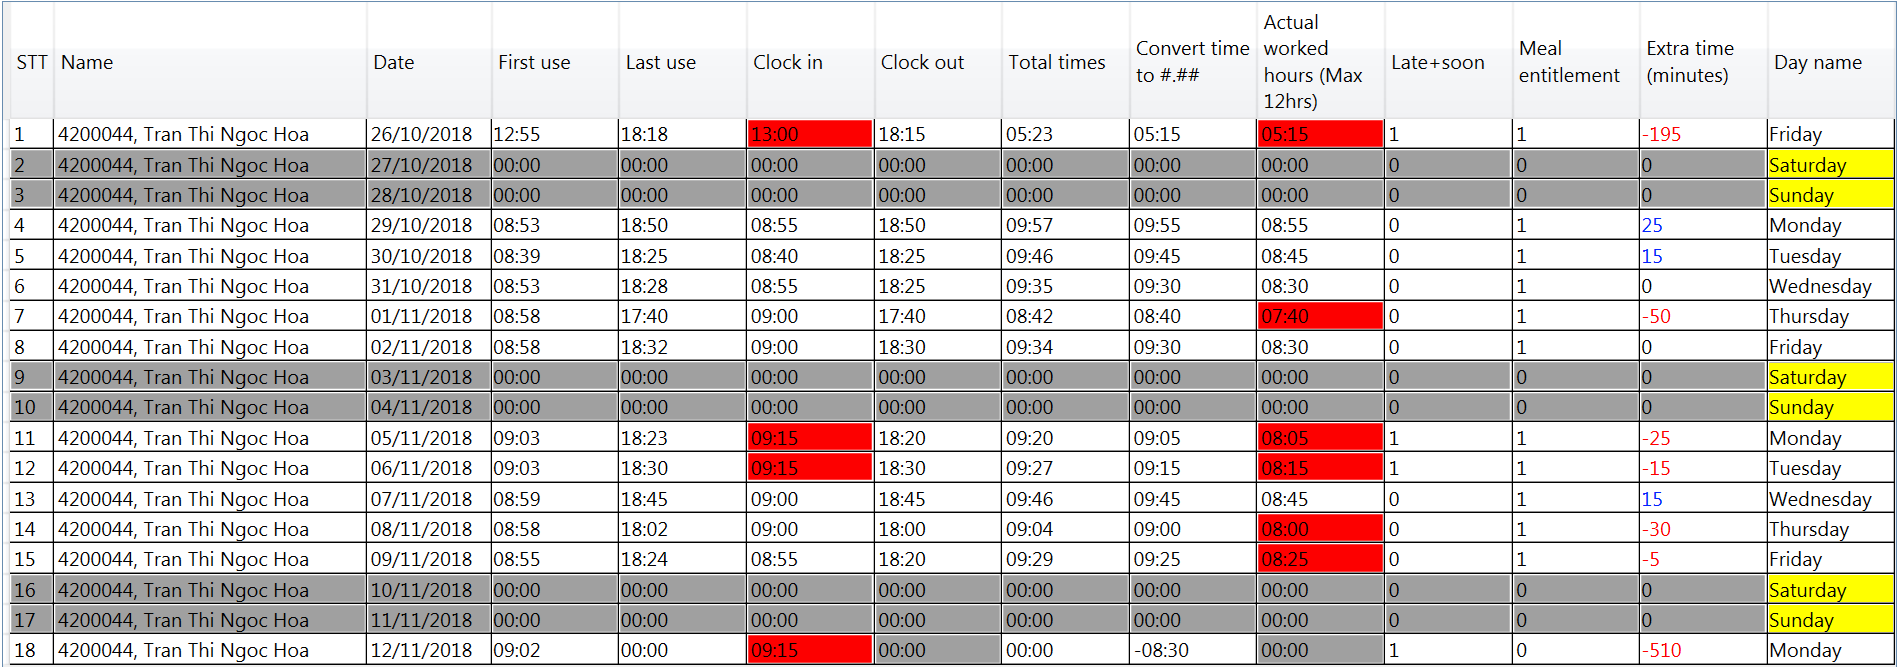 STT Name Date First use Last use Clock in Clock out Total times Convert time to #.## Actual worked hours (Max 12hrs) Late+soon Meal entitlement Extra time (minutes) Day name
1 4200044, Tran Thi Ngoc Hoa 26/10/2018 12:55 18:18 13:00 18:15 05:23 05:15 05:15 1 1 -195 Friday
2 4200044, Tran Thi Ngoc Hoa 27/10/2018 00:00 00:00 00:00 00:00 00:00 00:00 00:00 0 0 0 Saturday
3 4200044, Tran Thi Ngoc Hoa 28/10/2018 00:00 00:00 00:00 00:00 00:00 00:00 00:00 0 0 0 Sunday
4 4200044, Tran Thi Ngoc Hoa 29/10/2018 08:53 18:50 08:55 18:50 09:57 09:55 08:55 0 1 25 Monday
5 4200044, Tran Thi Ngoc Hoa 30/10/2018 08:39 18:25 08:40 18:25 09:46 09:45 08:45 0 1 15 Tuesday
6 4200044, Tran Thi Ngoc Hoa 31/10/2018 08:53 18:28 08:55 18:25 09:35 09:30 08:30 0 1 0 Wednesday
7 4200044, Tran Thi Ngoc Hoa 01/11/2018 08:58 17:40 09:00 17:40 08:42 08:40 07:40 0 1 -50 Thursday
8 4200044, Tran Thi Ngoc Hoa 02/11/2018 08:58 18:32 09:00 18:30 09:34 09:30 08:30 0 1 0 Friday
9 4200044, Tran Thi Ngoc Hoa 03/11/2018 00:00 00:00 00:00 00:00 00:00 00:00 00:00 0 0 0 Saturday
10 4200044, Tran Thi Ngoc Hoa 04/11/2018 00:00 00:00 00:00 00:00 00:00 00:00 00:00 0 0 0 Sunday
11 4200044, Tran Thi Ngoc Hoa 05/11/2018 09:03 18:23 09:15 18:20 09:20 09:05 08:05 1 1 -25 Monday
12 4200044, Tran Thi Ngoc Hoa 06/11/2018 09:03 18:30 09:15 18:30 09:27 09:15 08:15 1 1 -15 Tuesday
13 4200044, Tran Thi Ngoc Hoa 07/11/2018 08:59 18:45 09:00 18:45 09:46 09:45 08:45 0 1 15 Wednesday
14 4200044, Tran Thi Ngoc Hoa 08/11/2018 08:58 18:02 09:00 18:00 09:04 09:00 08:00 0 1 -30 Thursday
15 4200044, Tran Thi Ngoc Hoa 09/11/2018 08:55 18:24 08:55 18:20 09:29 09:25 08:25 0 1 -5 Friday
16 4200044, Tran Thi Ngoc Hoa 10/11/2018 00:00 00:00 00:00 00:00 00:00 00:00 00:00 0 0 0 Saturday
17 4200044, Tran Thi Ngoc Hoa 11/11/2018 00:00 00:00 00:00 00:00 00:00 00:00 00:00 0 0 0 Sunday
18 4200044, Tran Thi Ngoc Hoa 12/11/2018 09:02 00:00 09:15 00:00 00:00 -08:30 00:00 1 0 -510 Monday